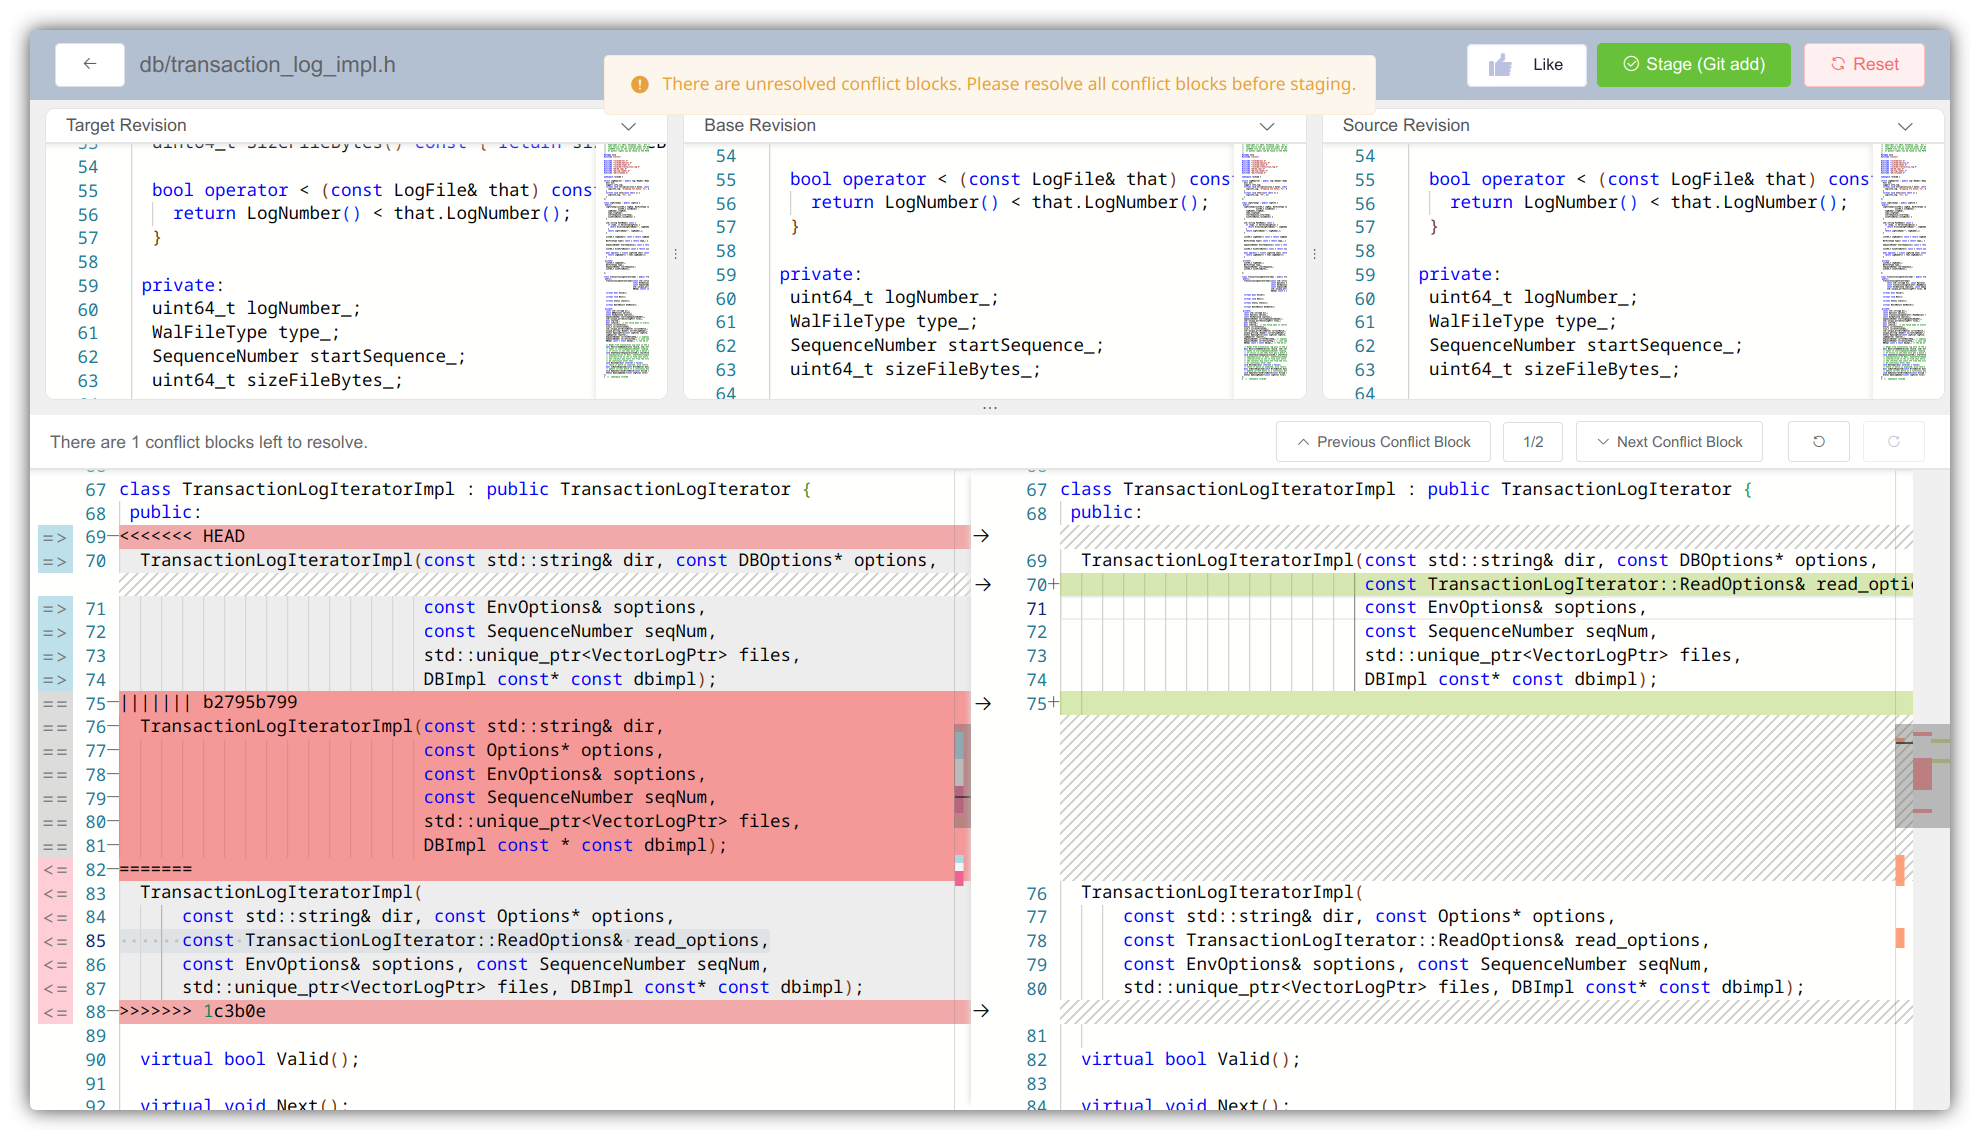 db/transaction_log_impl.h
There are unresolved conflict blocks. Please resolve all conflict blocks before staging.
Like
Stage (Git add)
Reset
Target Revision
54
55 bool operator < (const LogFile& that) cons
56 return LogNumber() < that.LogNumber();
57 }
58
59 private:
60 uint64_t logNumber_;
61 WalFileType type_;
62 SequenceNumber startSequence_;
63 uint64_t sizeFileBytes_;
Base Revision
54
55 bool operator < (const LogFile& that) cons
56 return LogNumber() < that.LogNumber();
57 }
58
59 private:
60 uint64_t logNumber_;
61 WalFileType type_;
62 SequenceNumber startSequence_;
63 uint64_t sizeFileBytes_;
64
Source Revision
54
55 bool operator < (const LogFile& that) cons
56 return LogNumber() < that.LogNumber();
57 }
58
59 private:
60 uint64_t logNumber_;
61 WalFileType type_;
62 SequenceNumber startSequence_;
63 uint64_t sizeFileBytes_;
64
There are 1 conflict blocks left to resolve.
Previous Conflict Block
1/2
Next Conflict Block
67 class TransactionLogIteratorImpl : public TransactionLogIterator {
68 public:
=> 69 <<<<<<< HEAD
=> 70 TransactionLogIteratorImpl(const std::string& dir, const DBOptions* options,
=> 71 const EnvOptions& soptions,
=> 72 const SequenceNumber seqNum,
=> 73 std::unique_ptr<VectorLogPtr> files,
=> 74 DBImpl const* const dbimpl);
== 75 ||||||| b2795b799
== 76 TransactionLogIteratorImpl(const std::string& dir,
== 77 const Options* options,
== 78 const EnvOptions& soptions,
== 79 const SequenceNumber seqNum,
== 80 std::unique_ptr<VectorLogPtr> files,
== 81 DBImpl const * const dbimpl);
<= 82 =======
<= 83 TransactionLogIteratorImpl(
<= 84 const std::string& dir, const Options* options,
<= 85 const TransactionLogIterator::ReadOptions& read_options,
<= 86 const EnvOptions& soptions, const SequenceNumber seqNum,
<= 87 std::unique_ptr<VectorLogPtr> files, DBImpl const* const dbimpl);
<= 88 >>>>>>> 1c3b0e
89
90 virtual bool Valid();
91
92 virtual void Next();
67 class TransactionLogIteratorImpl : public TransactionLogIterator {
68 public:
69 TransactionLogIteratorImpl(const std::string& dir, const DBOptions* options,
70+ const TransactionLogIterator::ReadOptions& read_opti
71 const EnvOptions& soptions,
72 const SequenceNumber seqNum,
73 std::unique_ptr<VectorLogPtr> files,
74 DBImpl const* const dbimpl);
75+
76 TransactionLogIteratorImpl(
77 const std::string& dir, const Options* options,
78 const TransactionLogIterator::ReadOptions& read_options,
79 const EnvOptions& soptions, const SequenceNumber seqNum,
80 std::unique_ptr<VectorLogPtr> files, DBImpl const* const dbimpl);
81
82 virtual bool Valid();
83
84 virtual void Next();